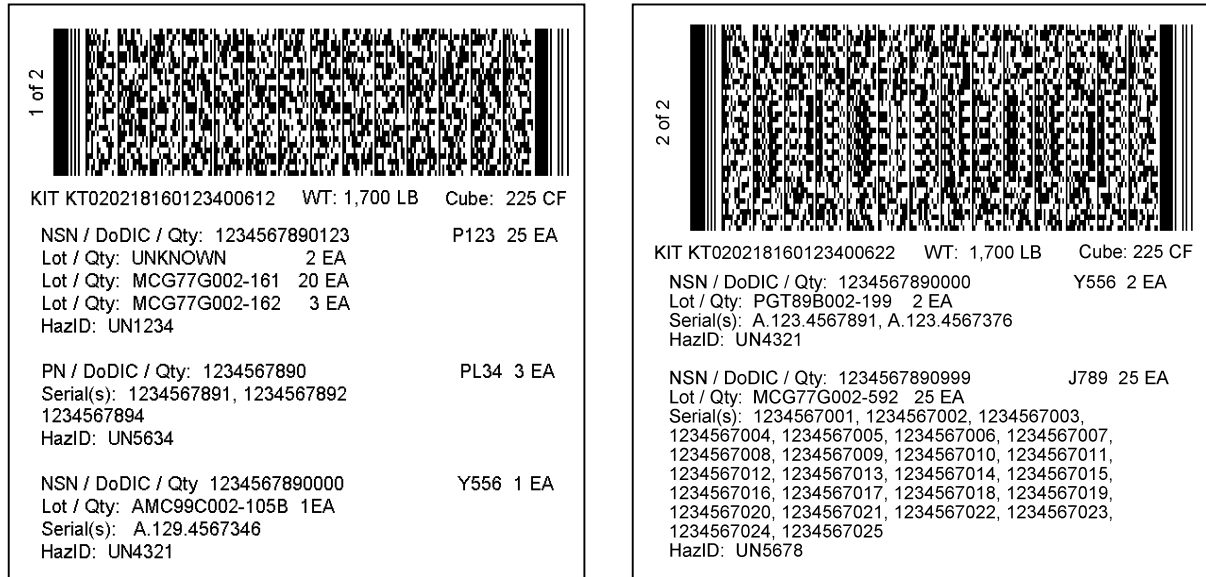 1 of 2
KIT KT020218160123400612 WT: 1,700 LB Cube: 225 CF
NSN / DoDIC / Qty: 1234567890123 P123 25 EA
Lot / Qty: UNKNOWN 2 EA
Lot / Qty: MCG77G002-161 20 EA
Lot / Qty: MCG77G002-162 3 EA
HazID: UN1234
PN / DoDIC / Qty: 1234567890 PL34 3 EA
Serial(s): 1234567891, 1234567892
1234567894
HazID: UN5634
NSN / DoDIC / Qty 1234567890000 Y556 1 EA
Lot / Qty: AMC99C002-105B 1EA
Serial(s): A.129.4567346
HazID: UN4321
2 of 2
KIT KT020218160123400622 WT: 1,700 LB Cube: 225 CF
NSN / DoDIC / Qty: 1234567890000 Y556 2 EA
Lot / Qty: PGT89B002-199 2 EA
Serial(s): A.123.4567891, A.123.4567376
HazID: UN4321
NSN / DoDIC / Qty: 1234567890999 J789 25 EA
Lot / Qty: MCG77G002-592 25 EA
Serial(s): 1234567001, 1234567002, 1234567003,
1234567004, 1234567005, 1234567006, 1234567007,
1234567008, 1234567009, 1234567010, 1234567011,
1234567012, 1234567013, 1234567014, 1234567015,
1234567016, 1234567017, 1234567018, 1234567019,
1234567020, 1234567021, 1234567022, 1234567023,
1234567024, 1234567025
HazID: UN5678